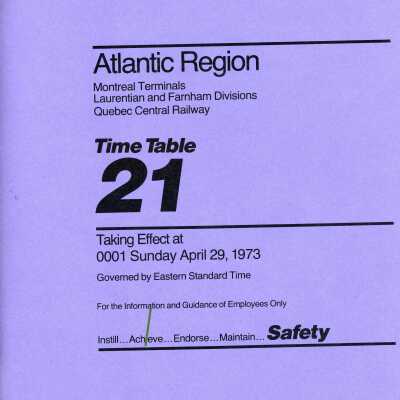 Atlantic Region
Montreal Terminals
Laurentian and Farnham Divisions
Quebec Central Railway
Time Table
21
Taking Effect at
0001 Sunday April 29, 1973
Governed by Eastern Standard Time
For the Information and Guidance of Employees Only
Instill...Achieve...Endorse...Maintain...Safety